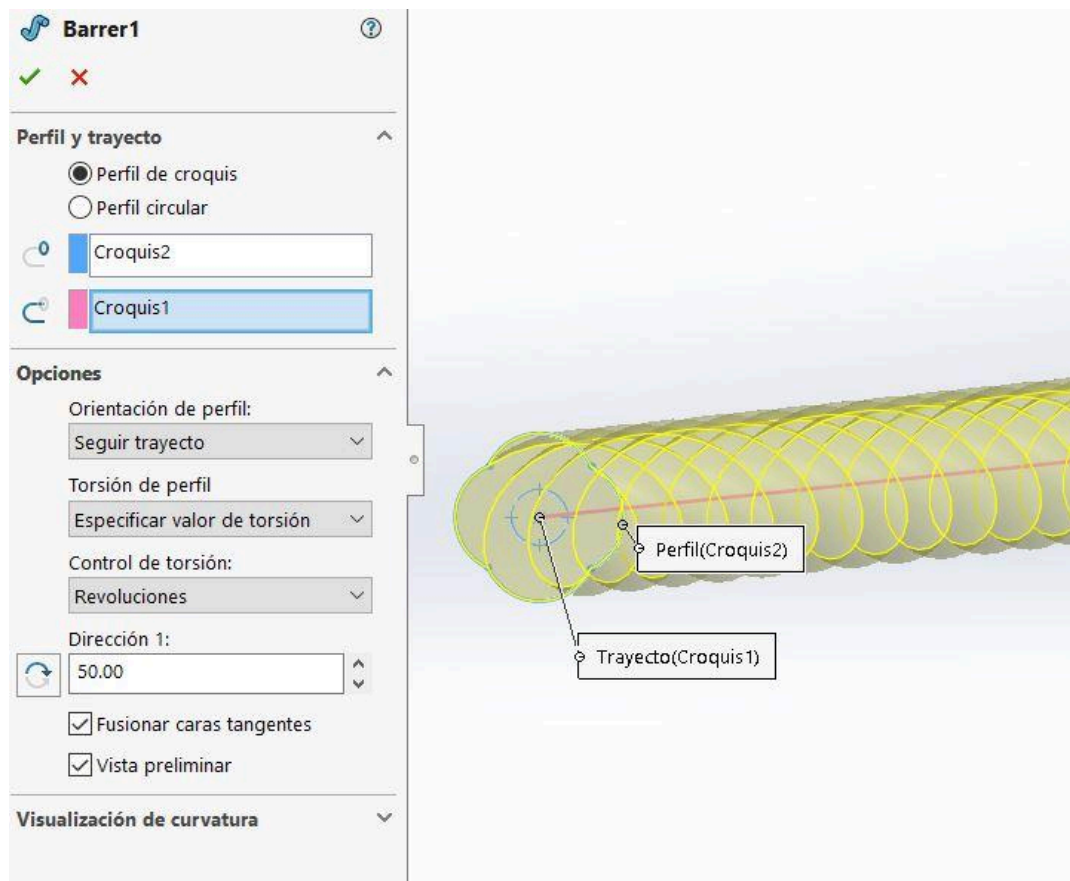 Barrer1
Perfil y trayecto
Perfil de croquis
Perfil circular
Croquis2
Croquis1
Opciones
Orientación de perfil:
Seguir trayecto
Torsión de perfil
Especificar valor de torsión
Control de torsión:
Revoluciones
Dirección 1:
50.00
Fusionar caras tangentes
Vista preliminar
Visualización de curvatura
Perfil(Croquis2)
Trayecto(Croquis1)